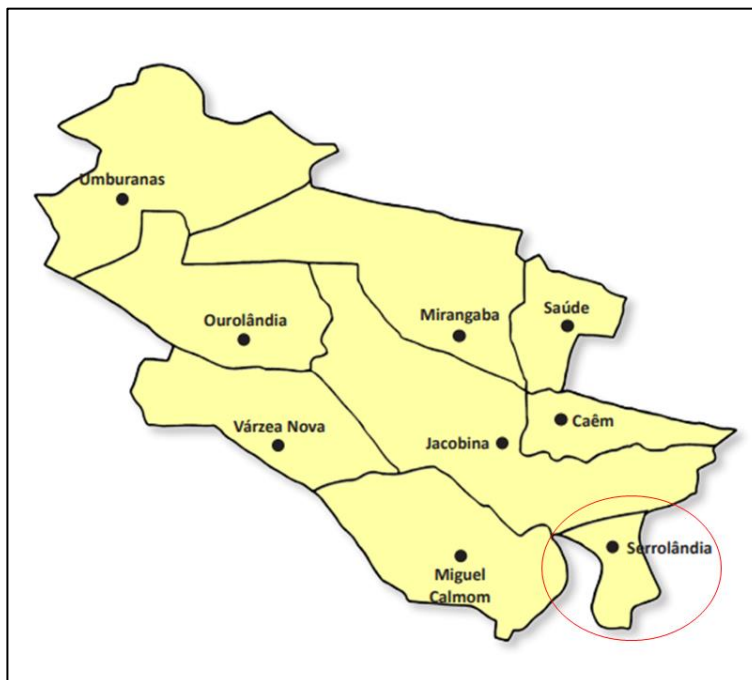 Umburanas
Saúde
Ourolândia
Mirangaba
Várzea Nova
Caêm
Jacobina
Serrolândia
Miguel
Calmom